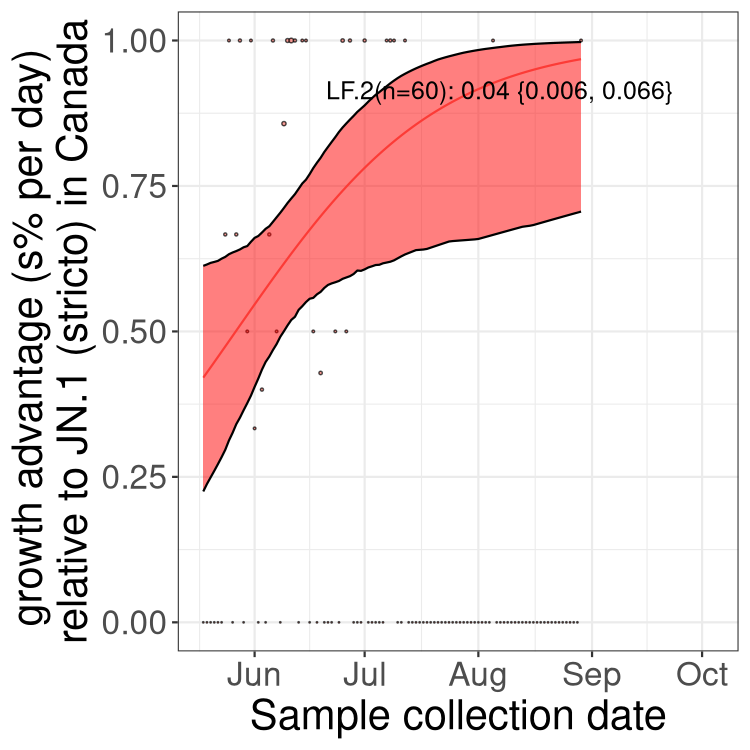 growth advantage (s% per day)
relative to JN.1 (stricto) in Canada
1.00
0.75
0.50
0.25
0.00
LF.2(n=60): 0.04 {0.006, 0.066}
Jun Jul Aug Sep Oct
Sample collection date